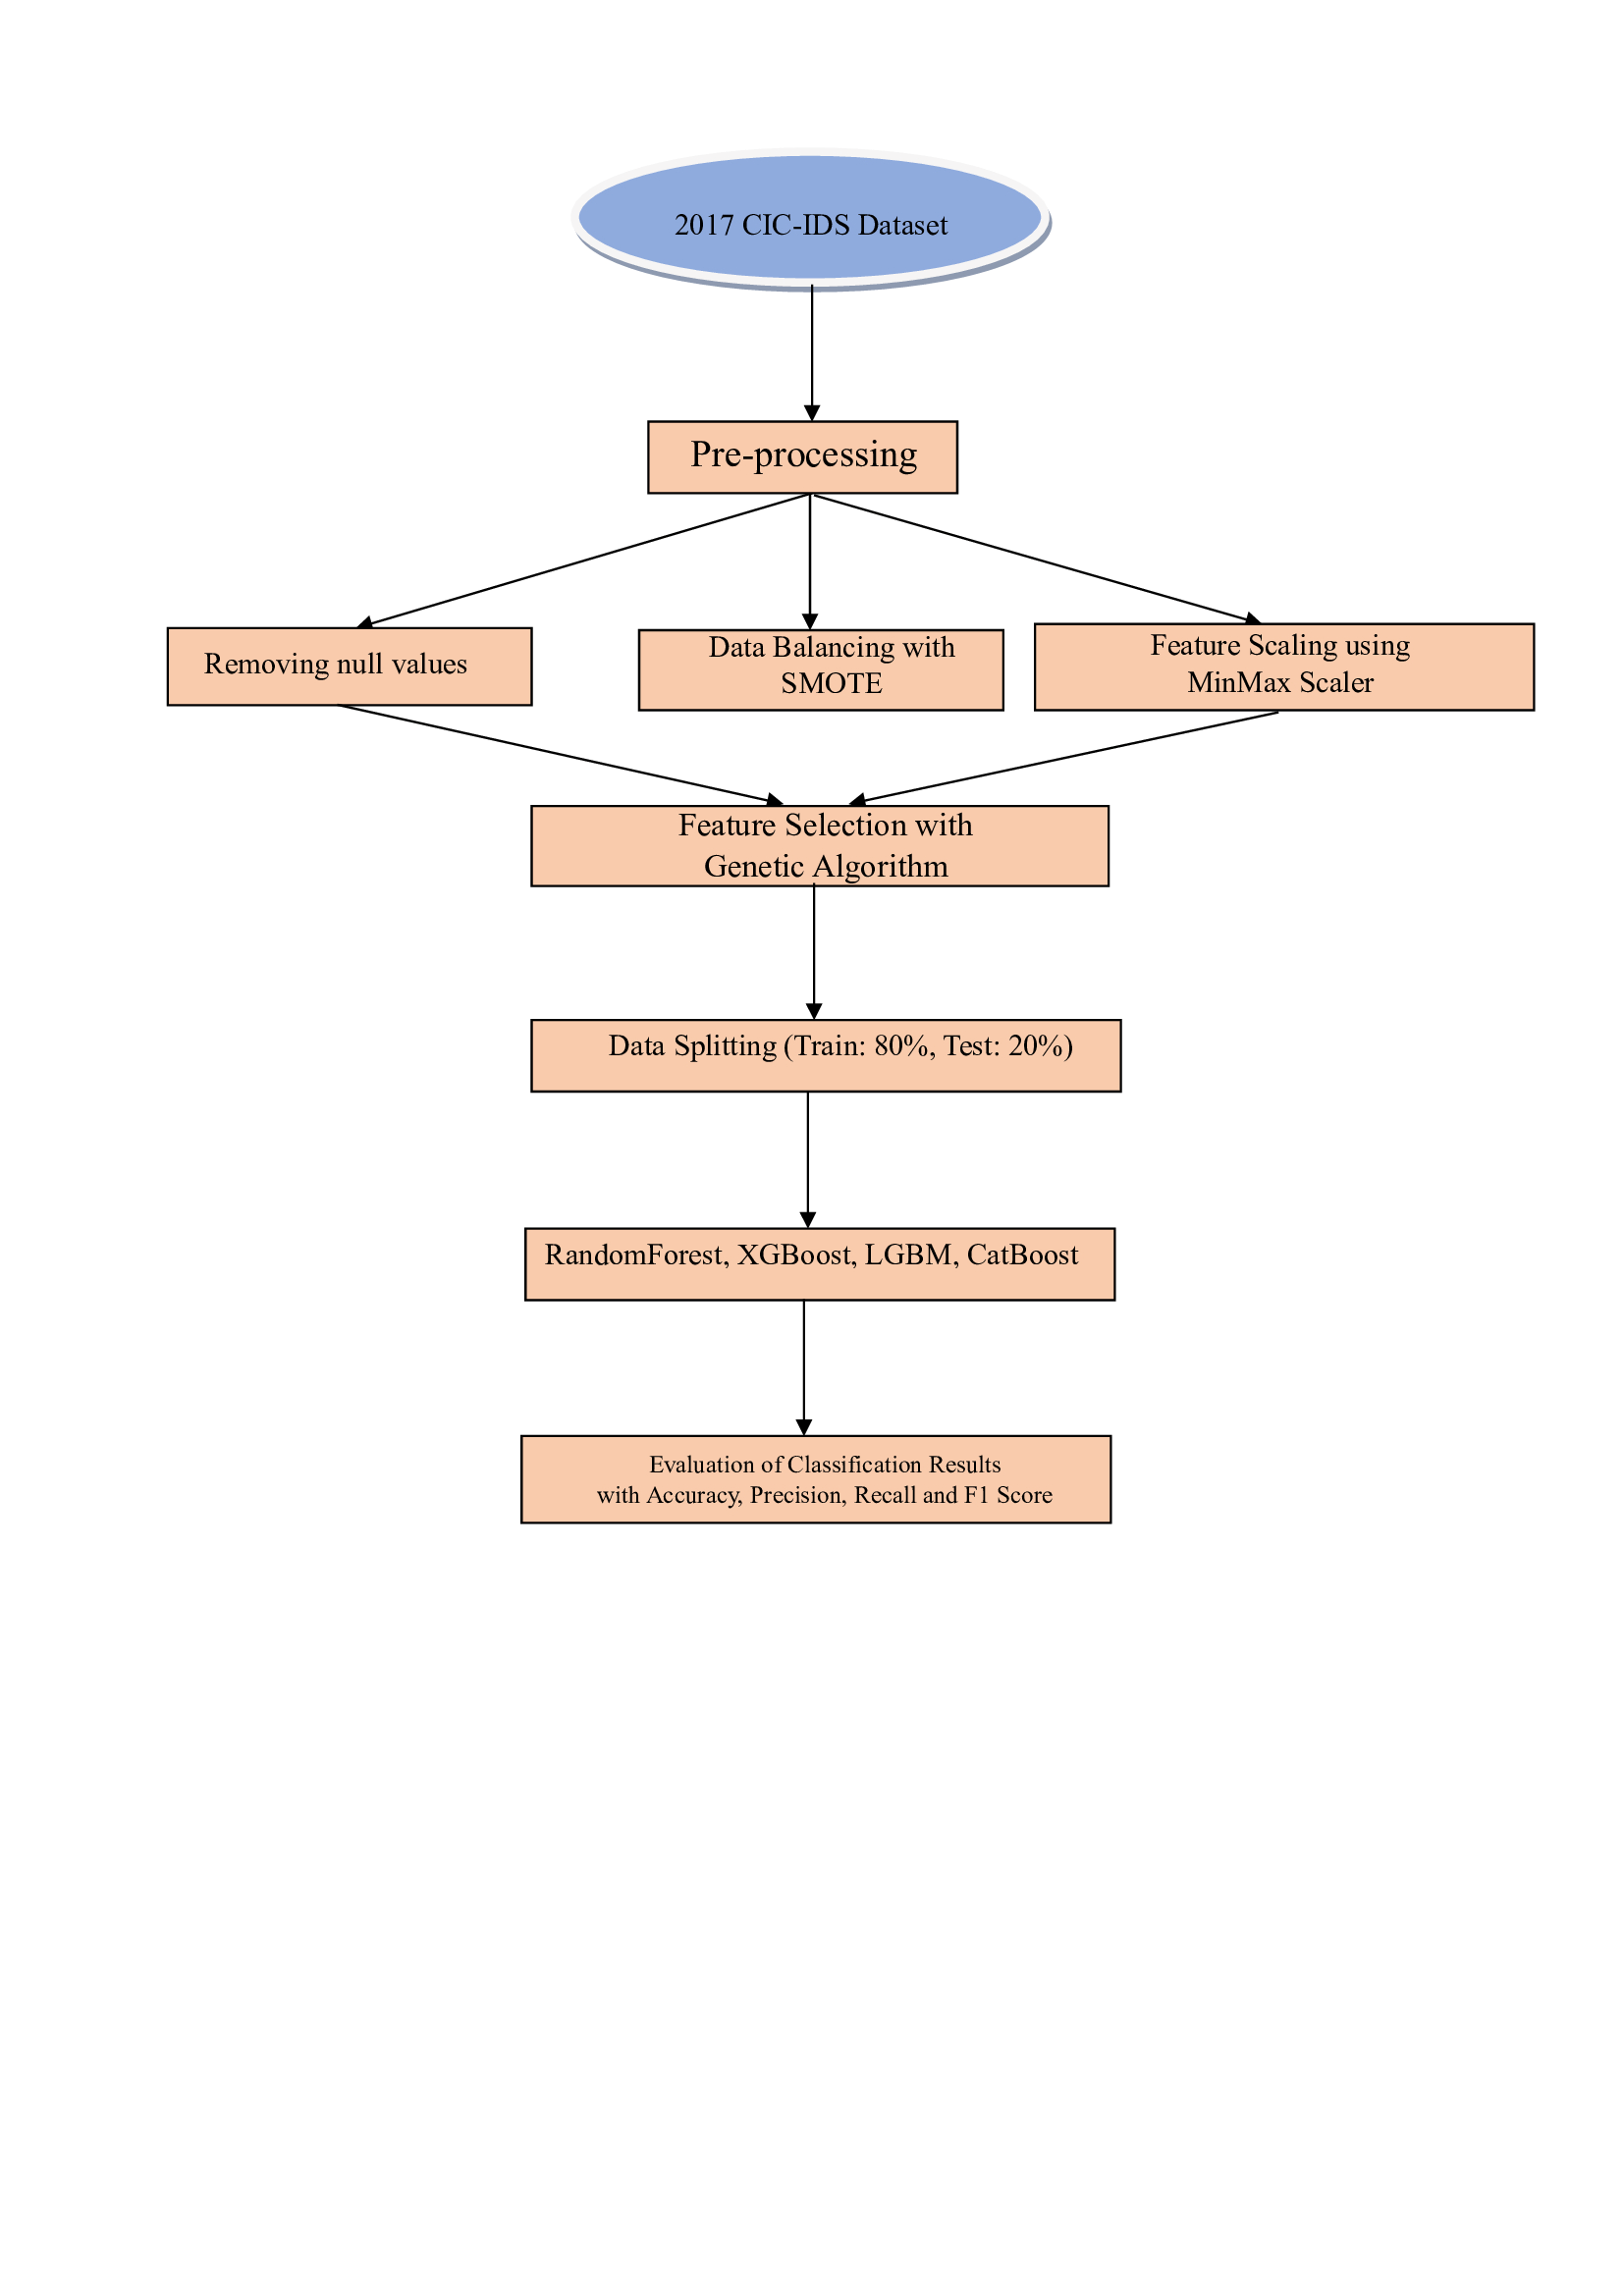 2017 CIC-IDS Dataset
Pre-processing
Removing null values
Data Balancing with
SMOTE
Feature Scaling using
MinMax Scaler
Feature Selection with
Genetic Algorithm
Data Splitting (Train: 80%, Test: 20%)
RandomForest, XGBoost, LGBM, CatBoost
Evaluation of Classification Results
with Accuracy, Precision, Recall and F1 Score